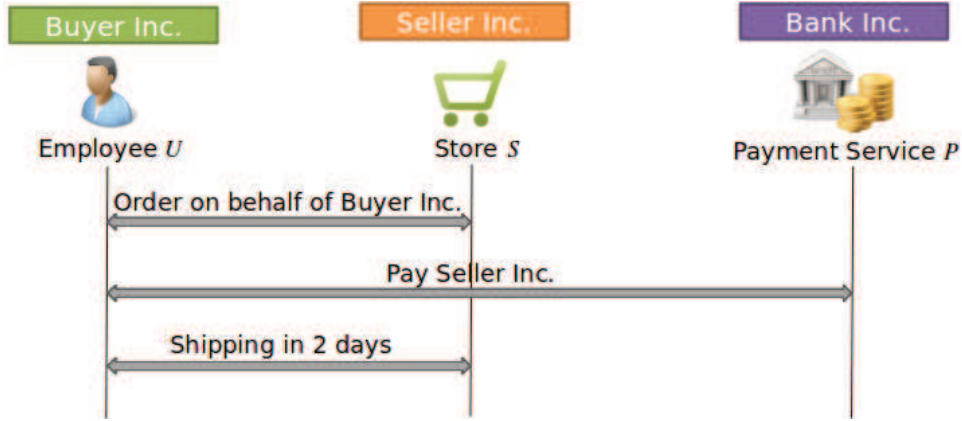 Buyer Inc.
Seller Inc.
Bank Inc.
Employee U
Store S
Payment Service P
Order on behalf of Buyer Inc.
Pay Seller Inc.
Shipping in 2 days